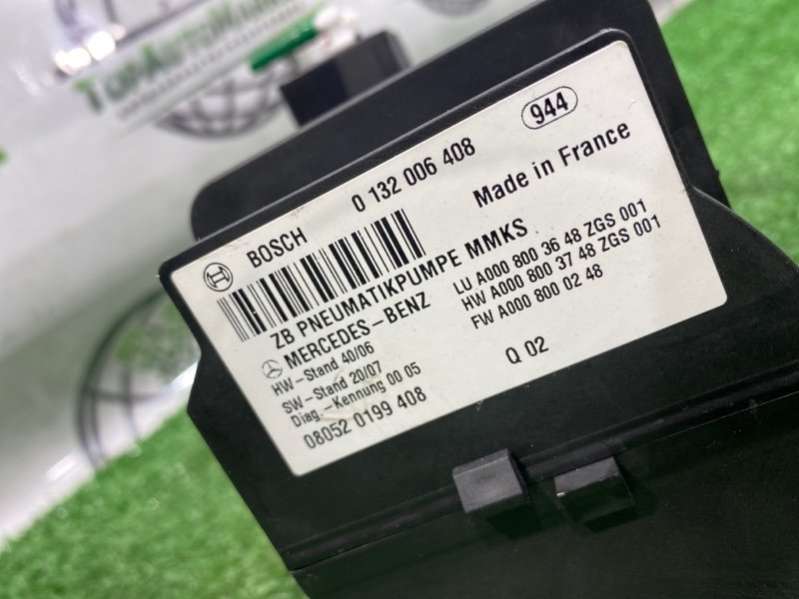 944
BOSCH 0 132 006 408
Made in France
ZB PNEUMATIKPUMPE MMKS
MERCEDES-BENZ
LU A000 800 36 48 ZGS 001
HW A000 800 37 48 ZGS 001
FW A000 800 02 48
HW-Stand 40/06
SW-Stand 20/07
Diag.-Kennung 00 05
08052 0199 408
Q 02